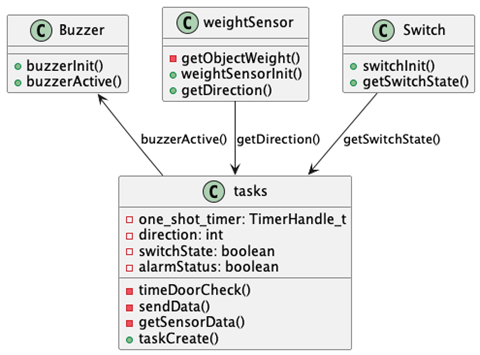 C Buzzer
buzzerInit()
buzzerActive()
C weightSensor
getObjectWeight()
weightSensorInit()
getDirection()
C Switch
switchInit()
getSwitchState()
buzzerActive()
getDirection()
getSwitchState()
C tasks
one_shot_timer: TimerHandle_t
direction: int
switchState: boolean
alarmStatus: boolean
timeDoorCheck()
sendData()
getSensorData()
taskCreate()